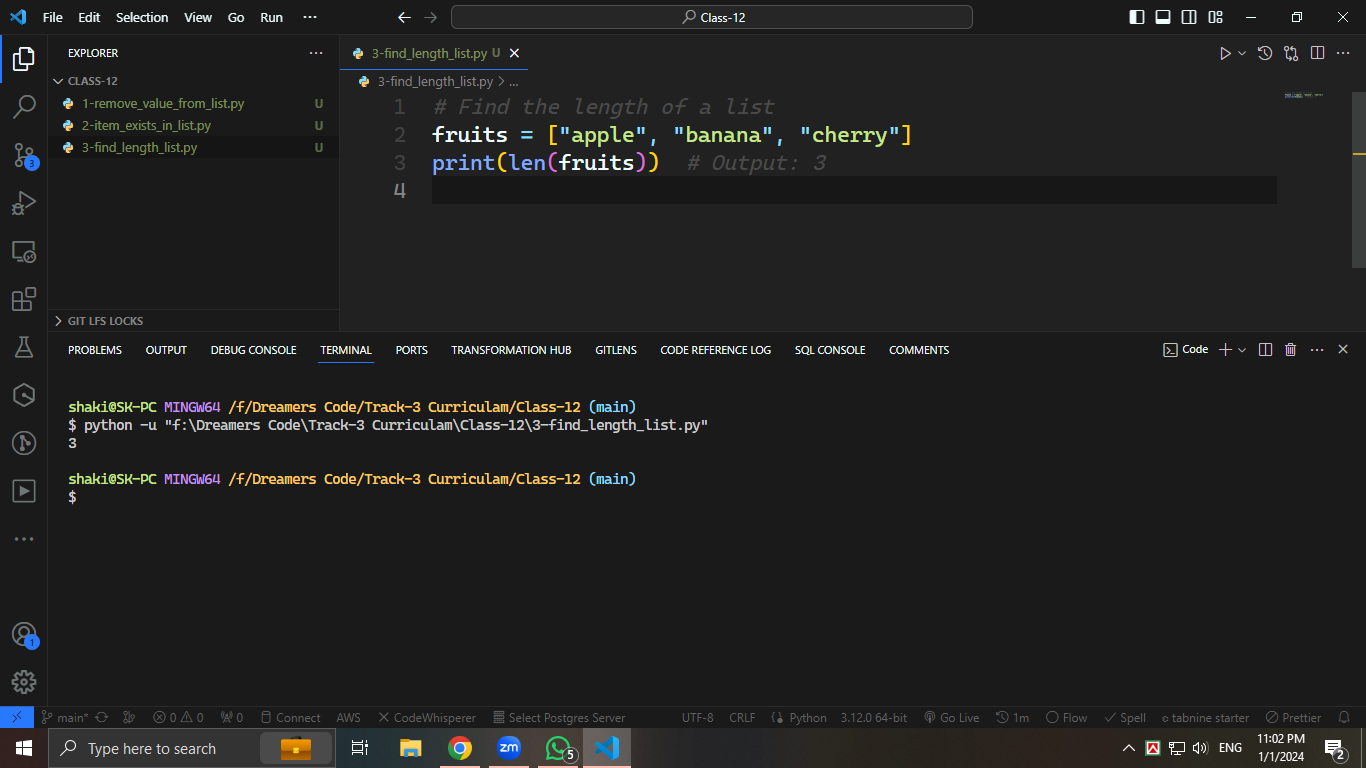 File Edit Selection View Go Run ··· Class-12
EXPLORER ···
CLASS-12
1-remove_value_from_list.py U
2-item_exists_in_list.py U
3-find_length_list.py U
GIT LFS LOCKS
3-find_length_list.py U
3-find_length_list.py > ...
1 # Find the length of a list
2 fruits = ["apple", "banana", "cherry"]
3 print(len(fruits))  # Output: 3
4
PROBLEMS OUTPUT DEBUG CONSOLE TERMINAL PORTS TRANSFORMATION HUB GITLENS CODE REFERENCE LOG SQL CONSOLE COMMENTS Code
shaki@SK-PC MINGW64 /f/Dreamers Code/Track-3 Curriculam/Class-12 (main)
$ python -u "f:\Dreamers Code\Track-3 Curriculam\Class-12\3-find_length_list.py"
3
shaki@SK-PC MINGW64 /f/Dreamers Code/Track-3 Curriculam/Class-12 (main)
$
3
1
main* 0 0 0 Connect AWS CodeWhisperer Select Postgres Server UTF-8 CRLF Python 3.12.0 64-bit Go Live 1m Flow Spell tabnine starter Prettier
Type here to search zm 5 ENG 11:02 PM
1/1/2024 2